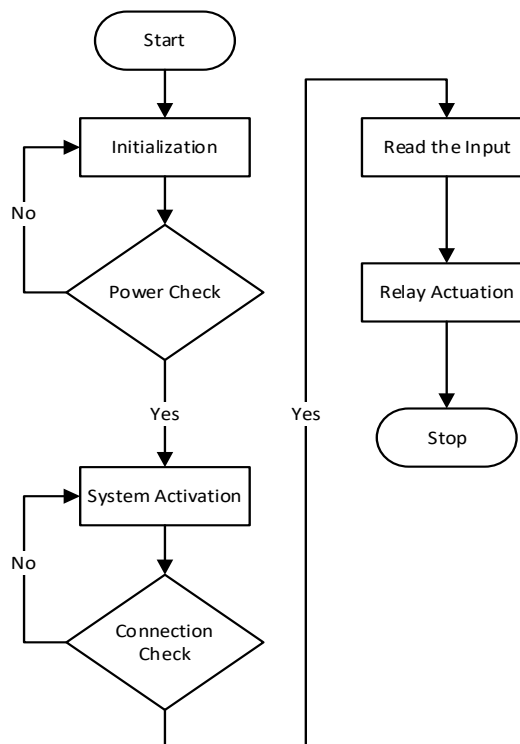 Start
Initialization
No
Power Check
Yes
System Activation
No
Connection
Check
Yes
Read the Input
Relay Actuation
Stop